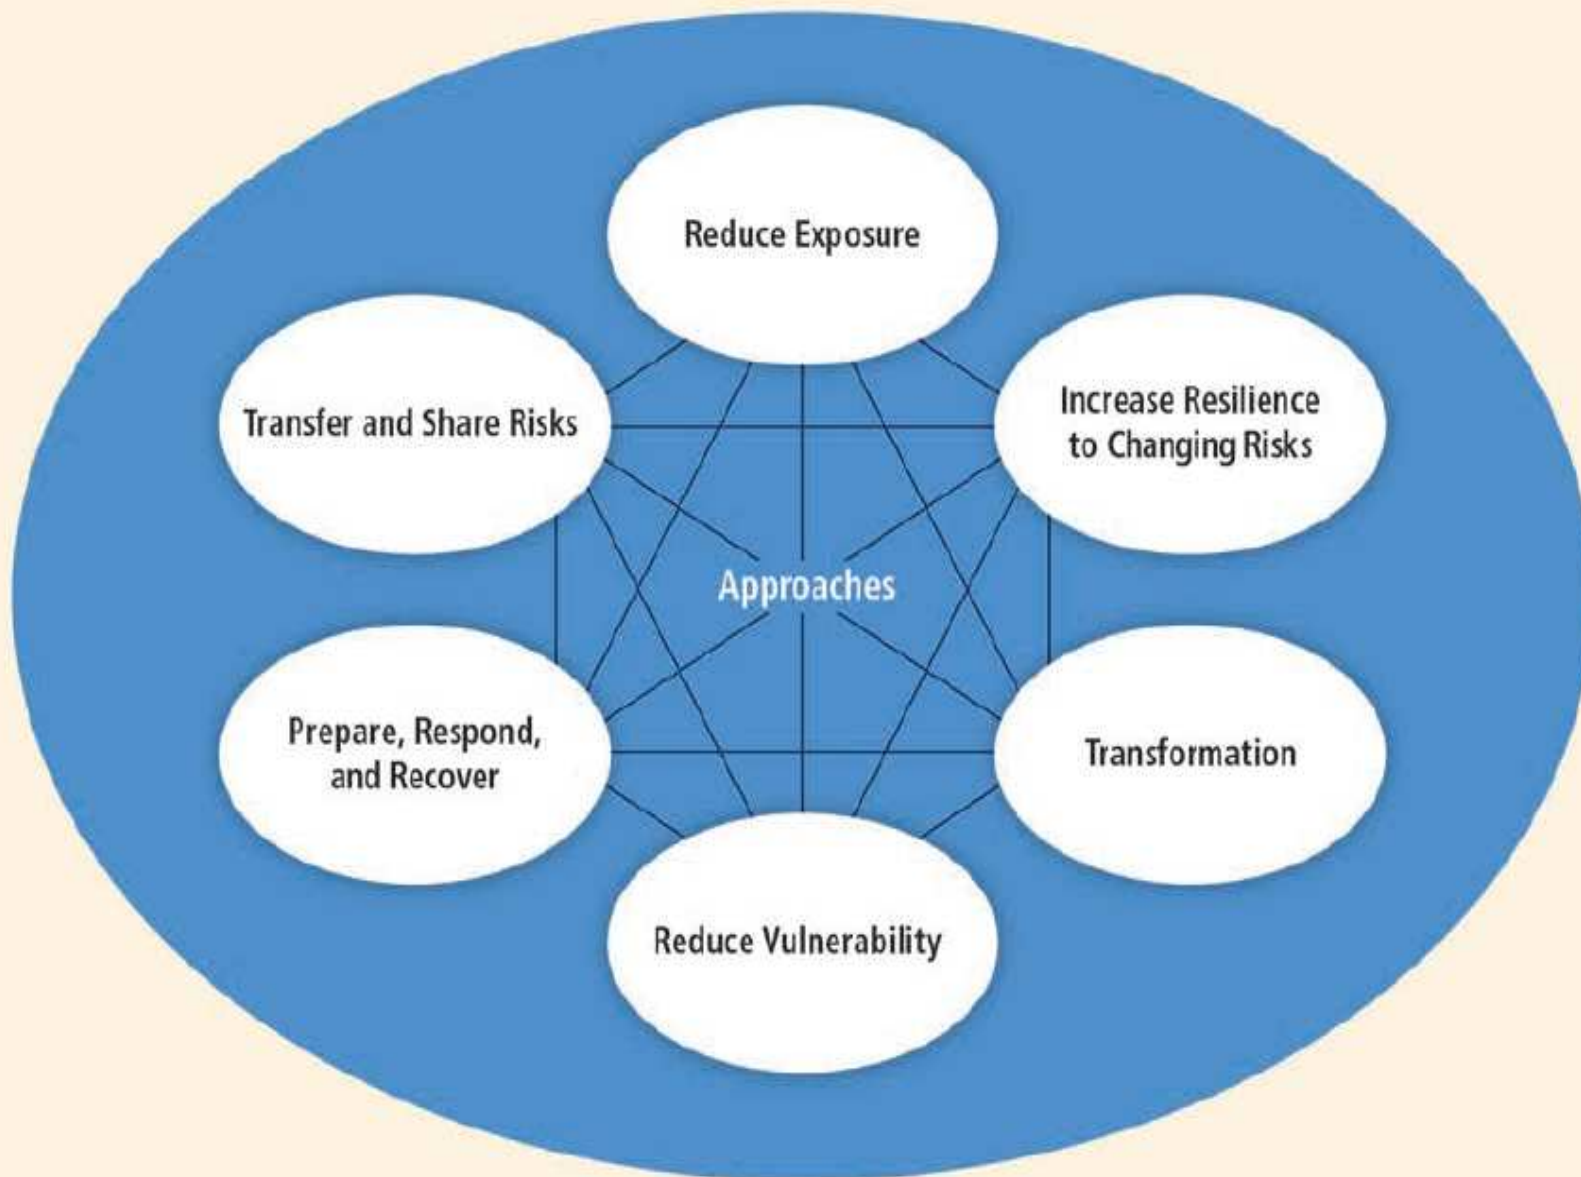 Reduce Exposure
Transfer and Share Risks
Increase Resilience
to Changing Risks
Approaches
Prepare, Respond,
and Recover
Transformation
Reduce Vulnerability